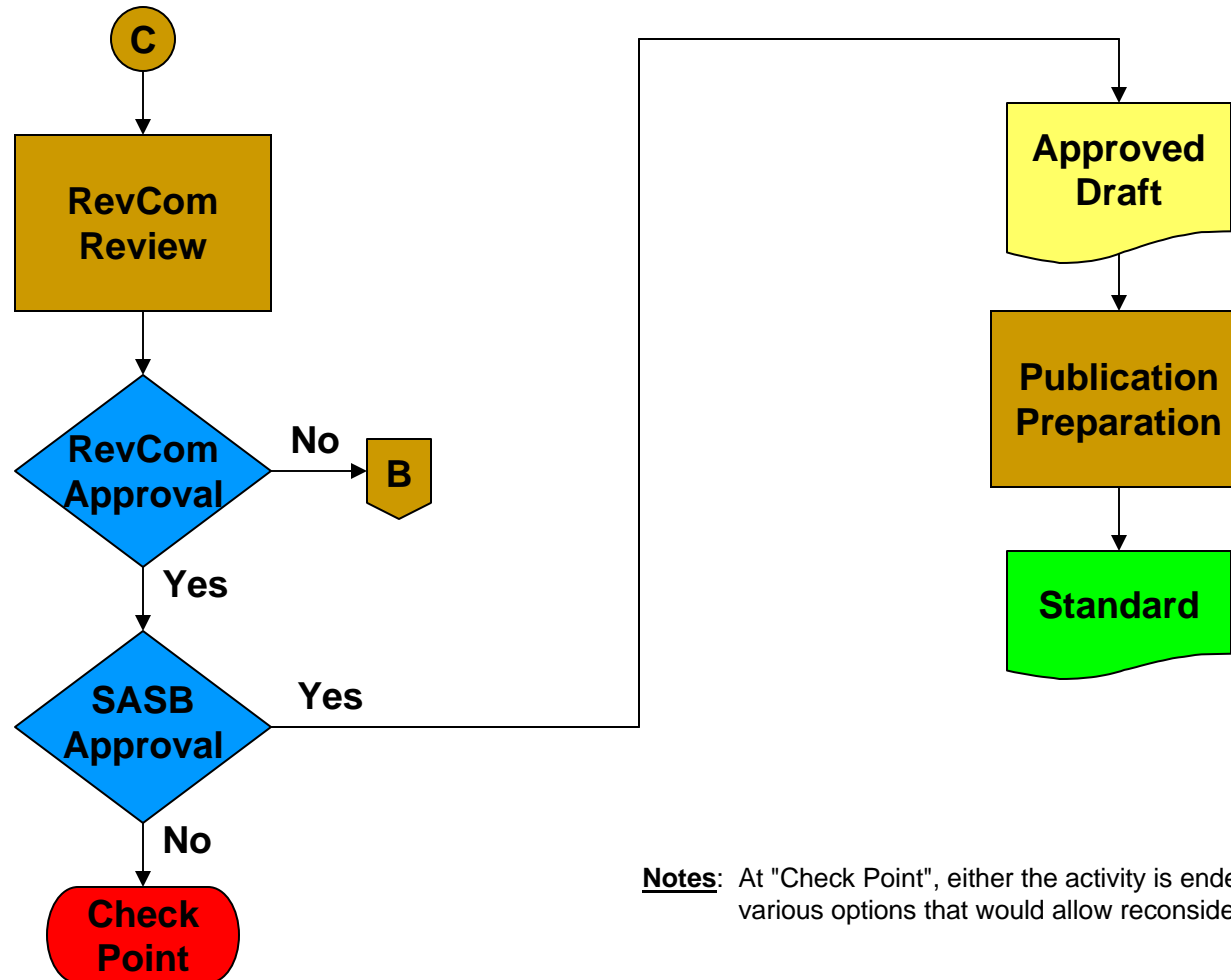 C
RevCom
Review
RevCom
Approval
No
B
Yes
SASB
Approval
Yes
No
Check
Point
Approved
Draft
Publication
Preparation
Standard
Notes: At "Check Point", either the activity is ende
various options that would allow reconside